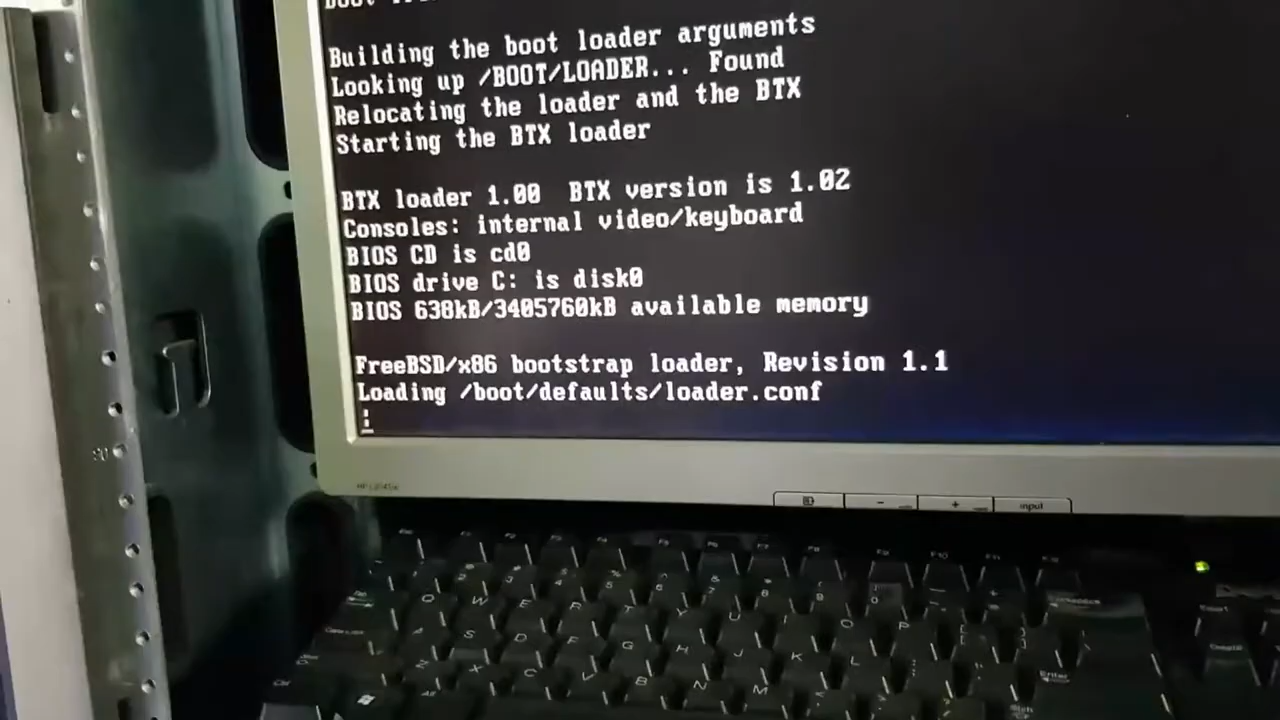 Building the boot loader arguments
Looking up /BOOT/LOADER... Found
Relocating the loader and the BTX
Starting the BTX loader
BTX loader 1.00 BTX version is 1.02
Consoles: internal video/keyboard
BIOS CD is cd0
BIOS drive C: is disk0
BIOS 638kB/3405760kB available memory
FreeBSD/x86 bootstrap loader, Revision 1.1
Loading /boot/defaults/loader.conf
- + input
Q W E R T Y U O P
A S D F G H J K L
Enter
Z X C V B N M